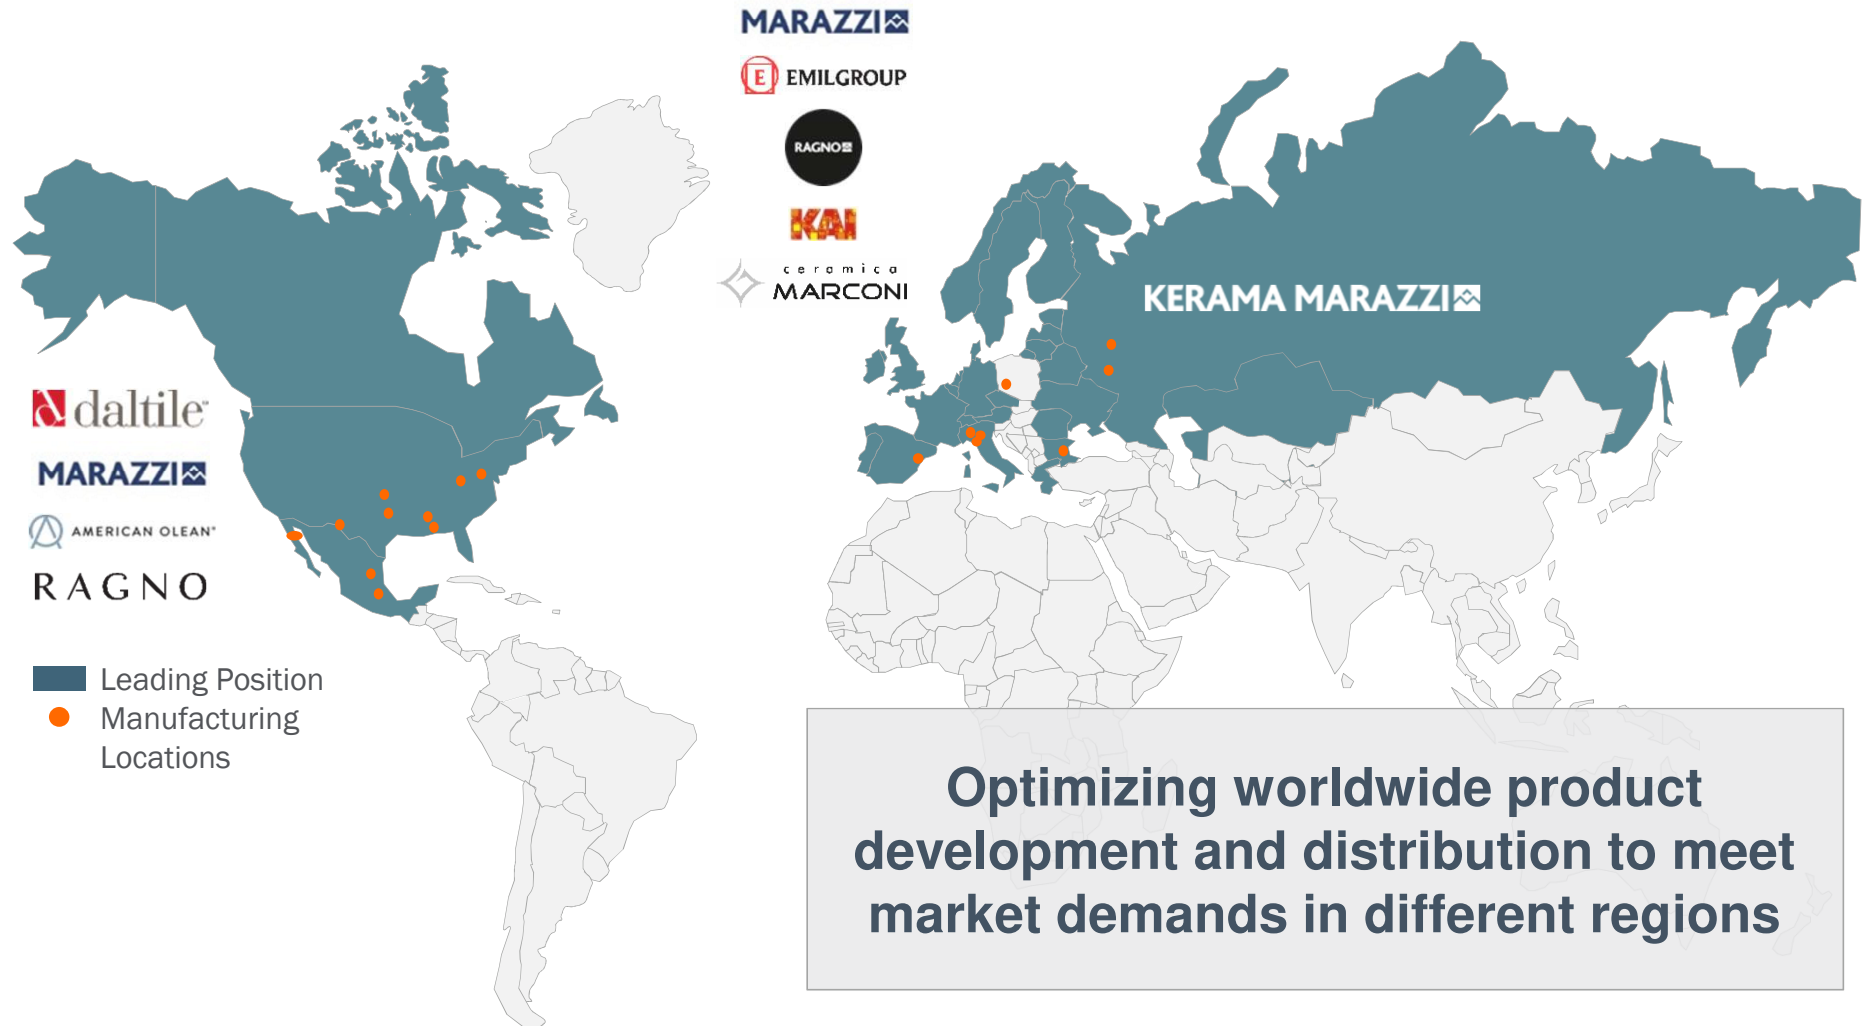 MARAZZI
E EMILGROUP
RAGNO
KAI
ceramica
MARCONI
KERAMA MARAZZI
daltile™
MARAZZI
AMERICAN OLEAN®
RAGNO
Leading Position
Manufacturing
Locations
Optimizing worldwide product
development and distribution to meet
market demands in different regions